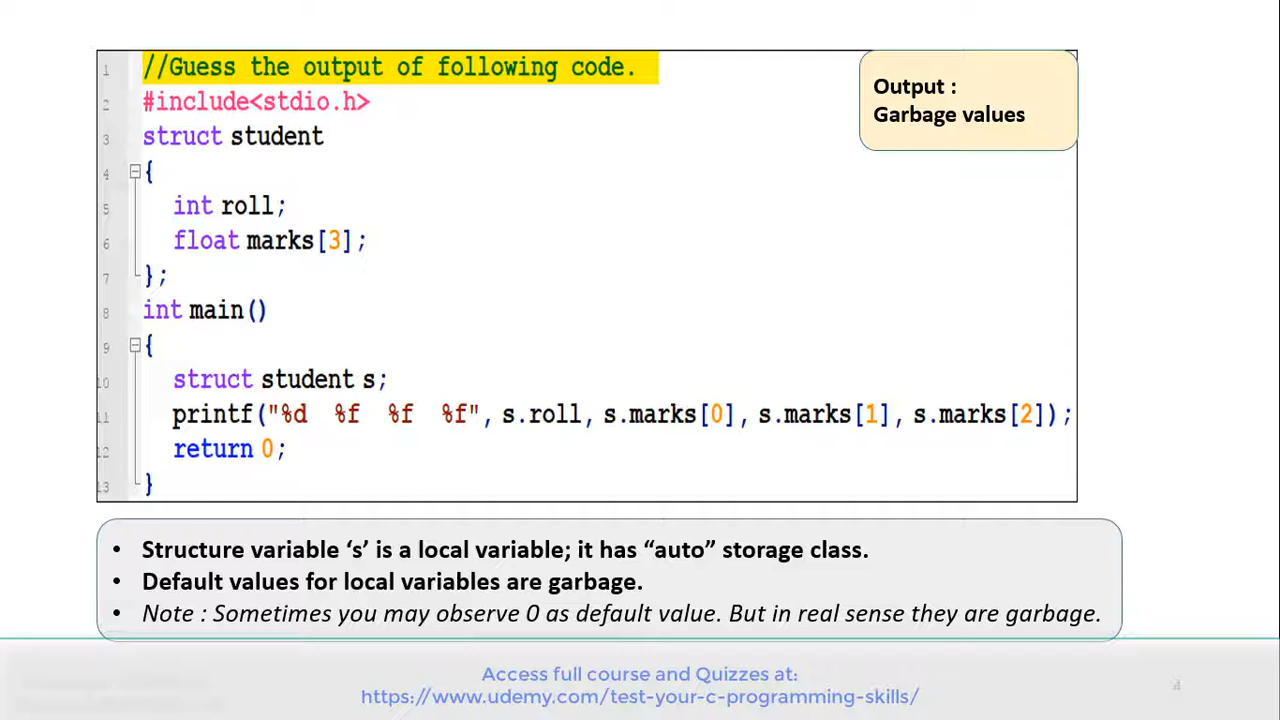 1 //Guess the output of following code.
2 #include<stdio.h>
3 struct student
4 {
5 int roll;
6 float marks[3];
7 };
8 int main()
9 {
10 struct student s;
11 printf("%d  %f  %f  %f", s.roll, s.marks[0], s.marks[1], s.marks[2]);
12 return 0;
13 }
Output :
Garbage values
• Structure variable ‘s’ is a local variable; it has “auto” storage class.
• Default values for local variables are garbage.
• Note : Sometimes you may observe 0 as default value. But in real sense they are garbage.
Access full course and Quizzes at:
https://www.udemy.com/test-your-c-programming-skills/
4